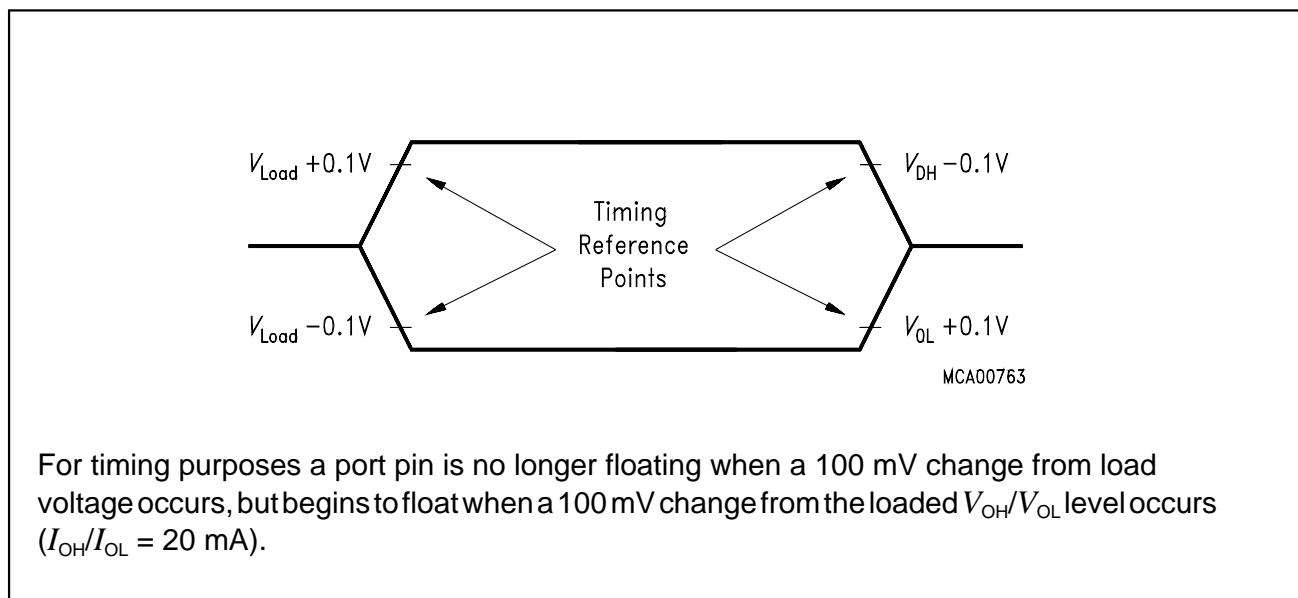 V_Load +0.1V
V_DH −0.1V
Timing
Reference
Points
V_Load −0.1V
V_0L +0.1V
MCA00763
For timing purposes a port pin is no longer floating when a 100 mV change from load
voltage occurs, but begins to float when a 100 mV change from the loaded V_OH/V_OL level occurs
(I_OH/I_OL = 20 mA).